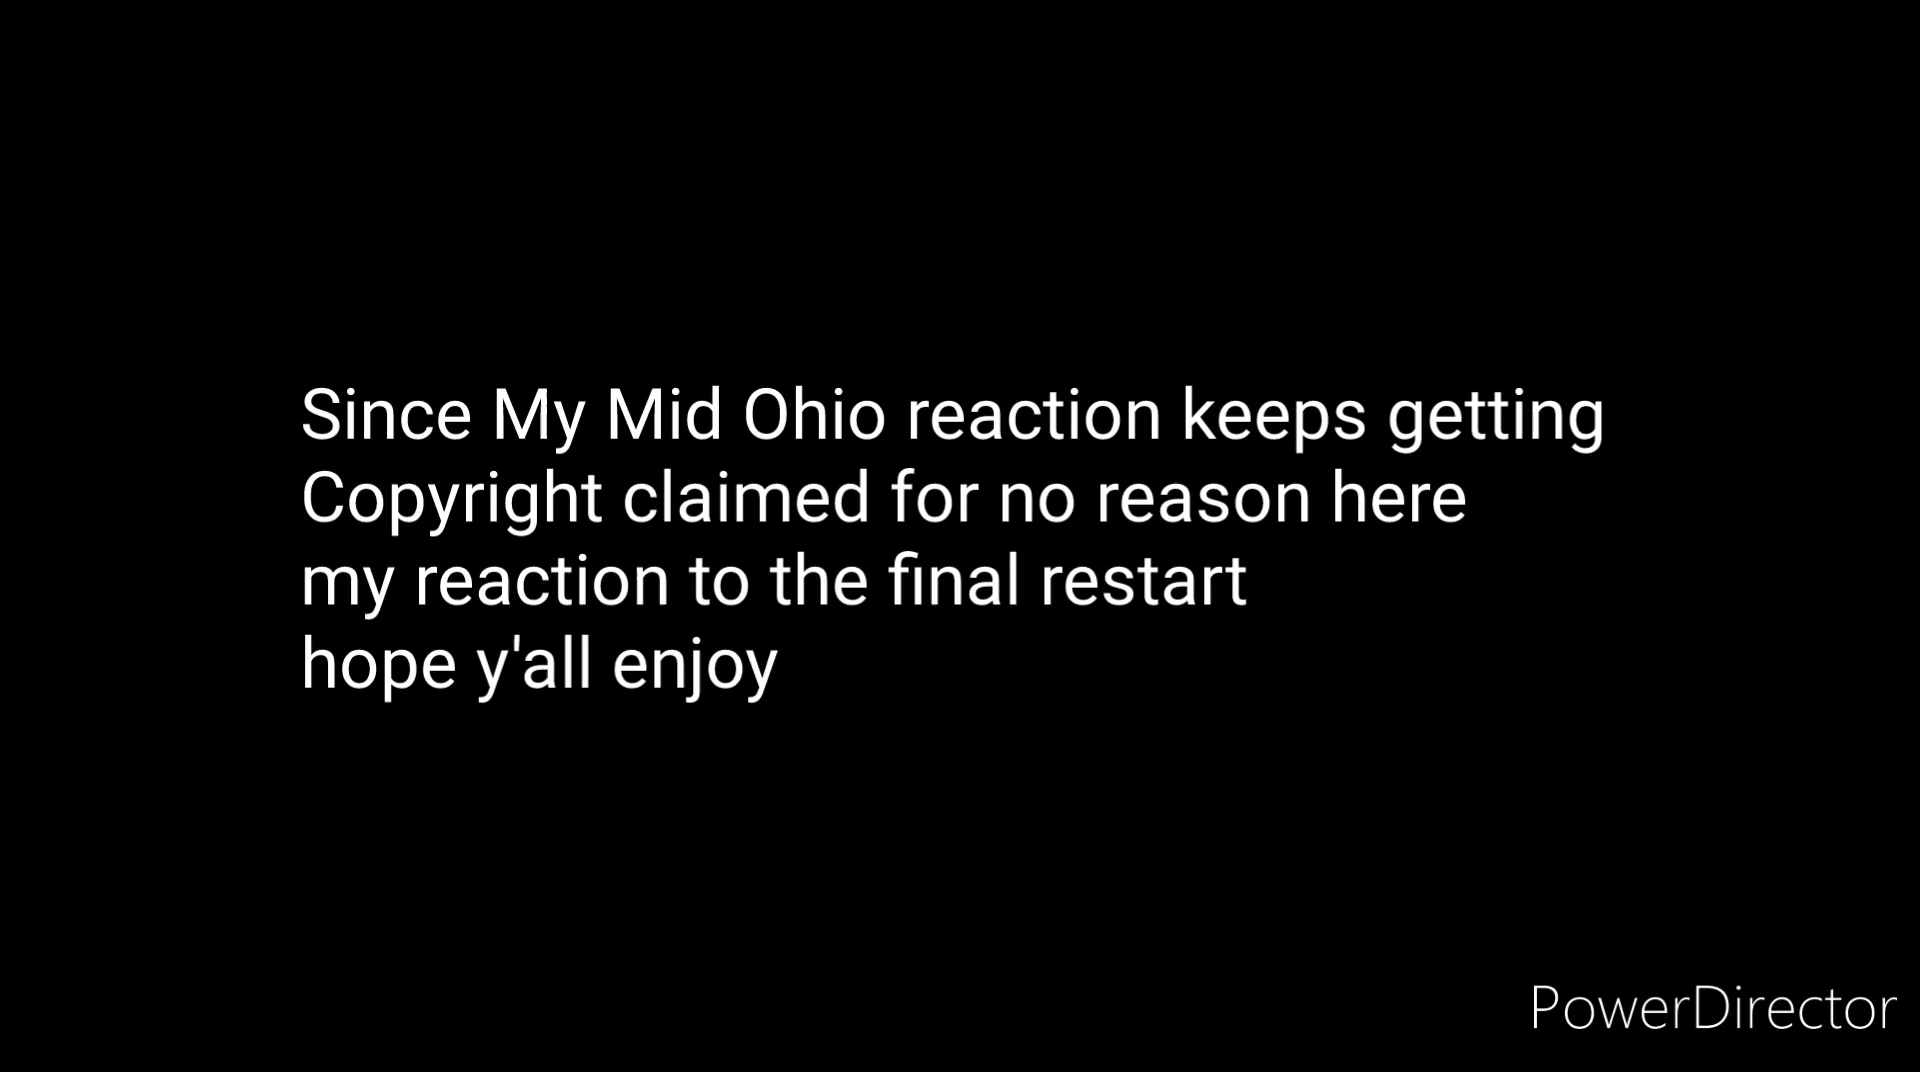 Since My Mid Ohio reaction keeps getting
Copyright claimed for no reason here
my reaction to the final restart
hope y'all enjoy
PowerDirector